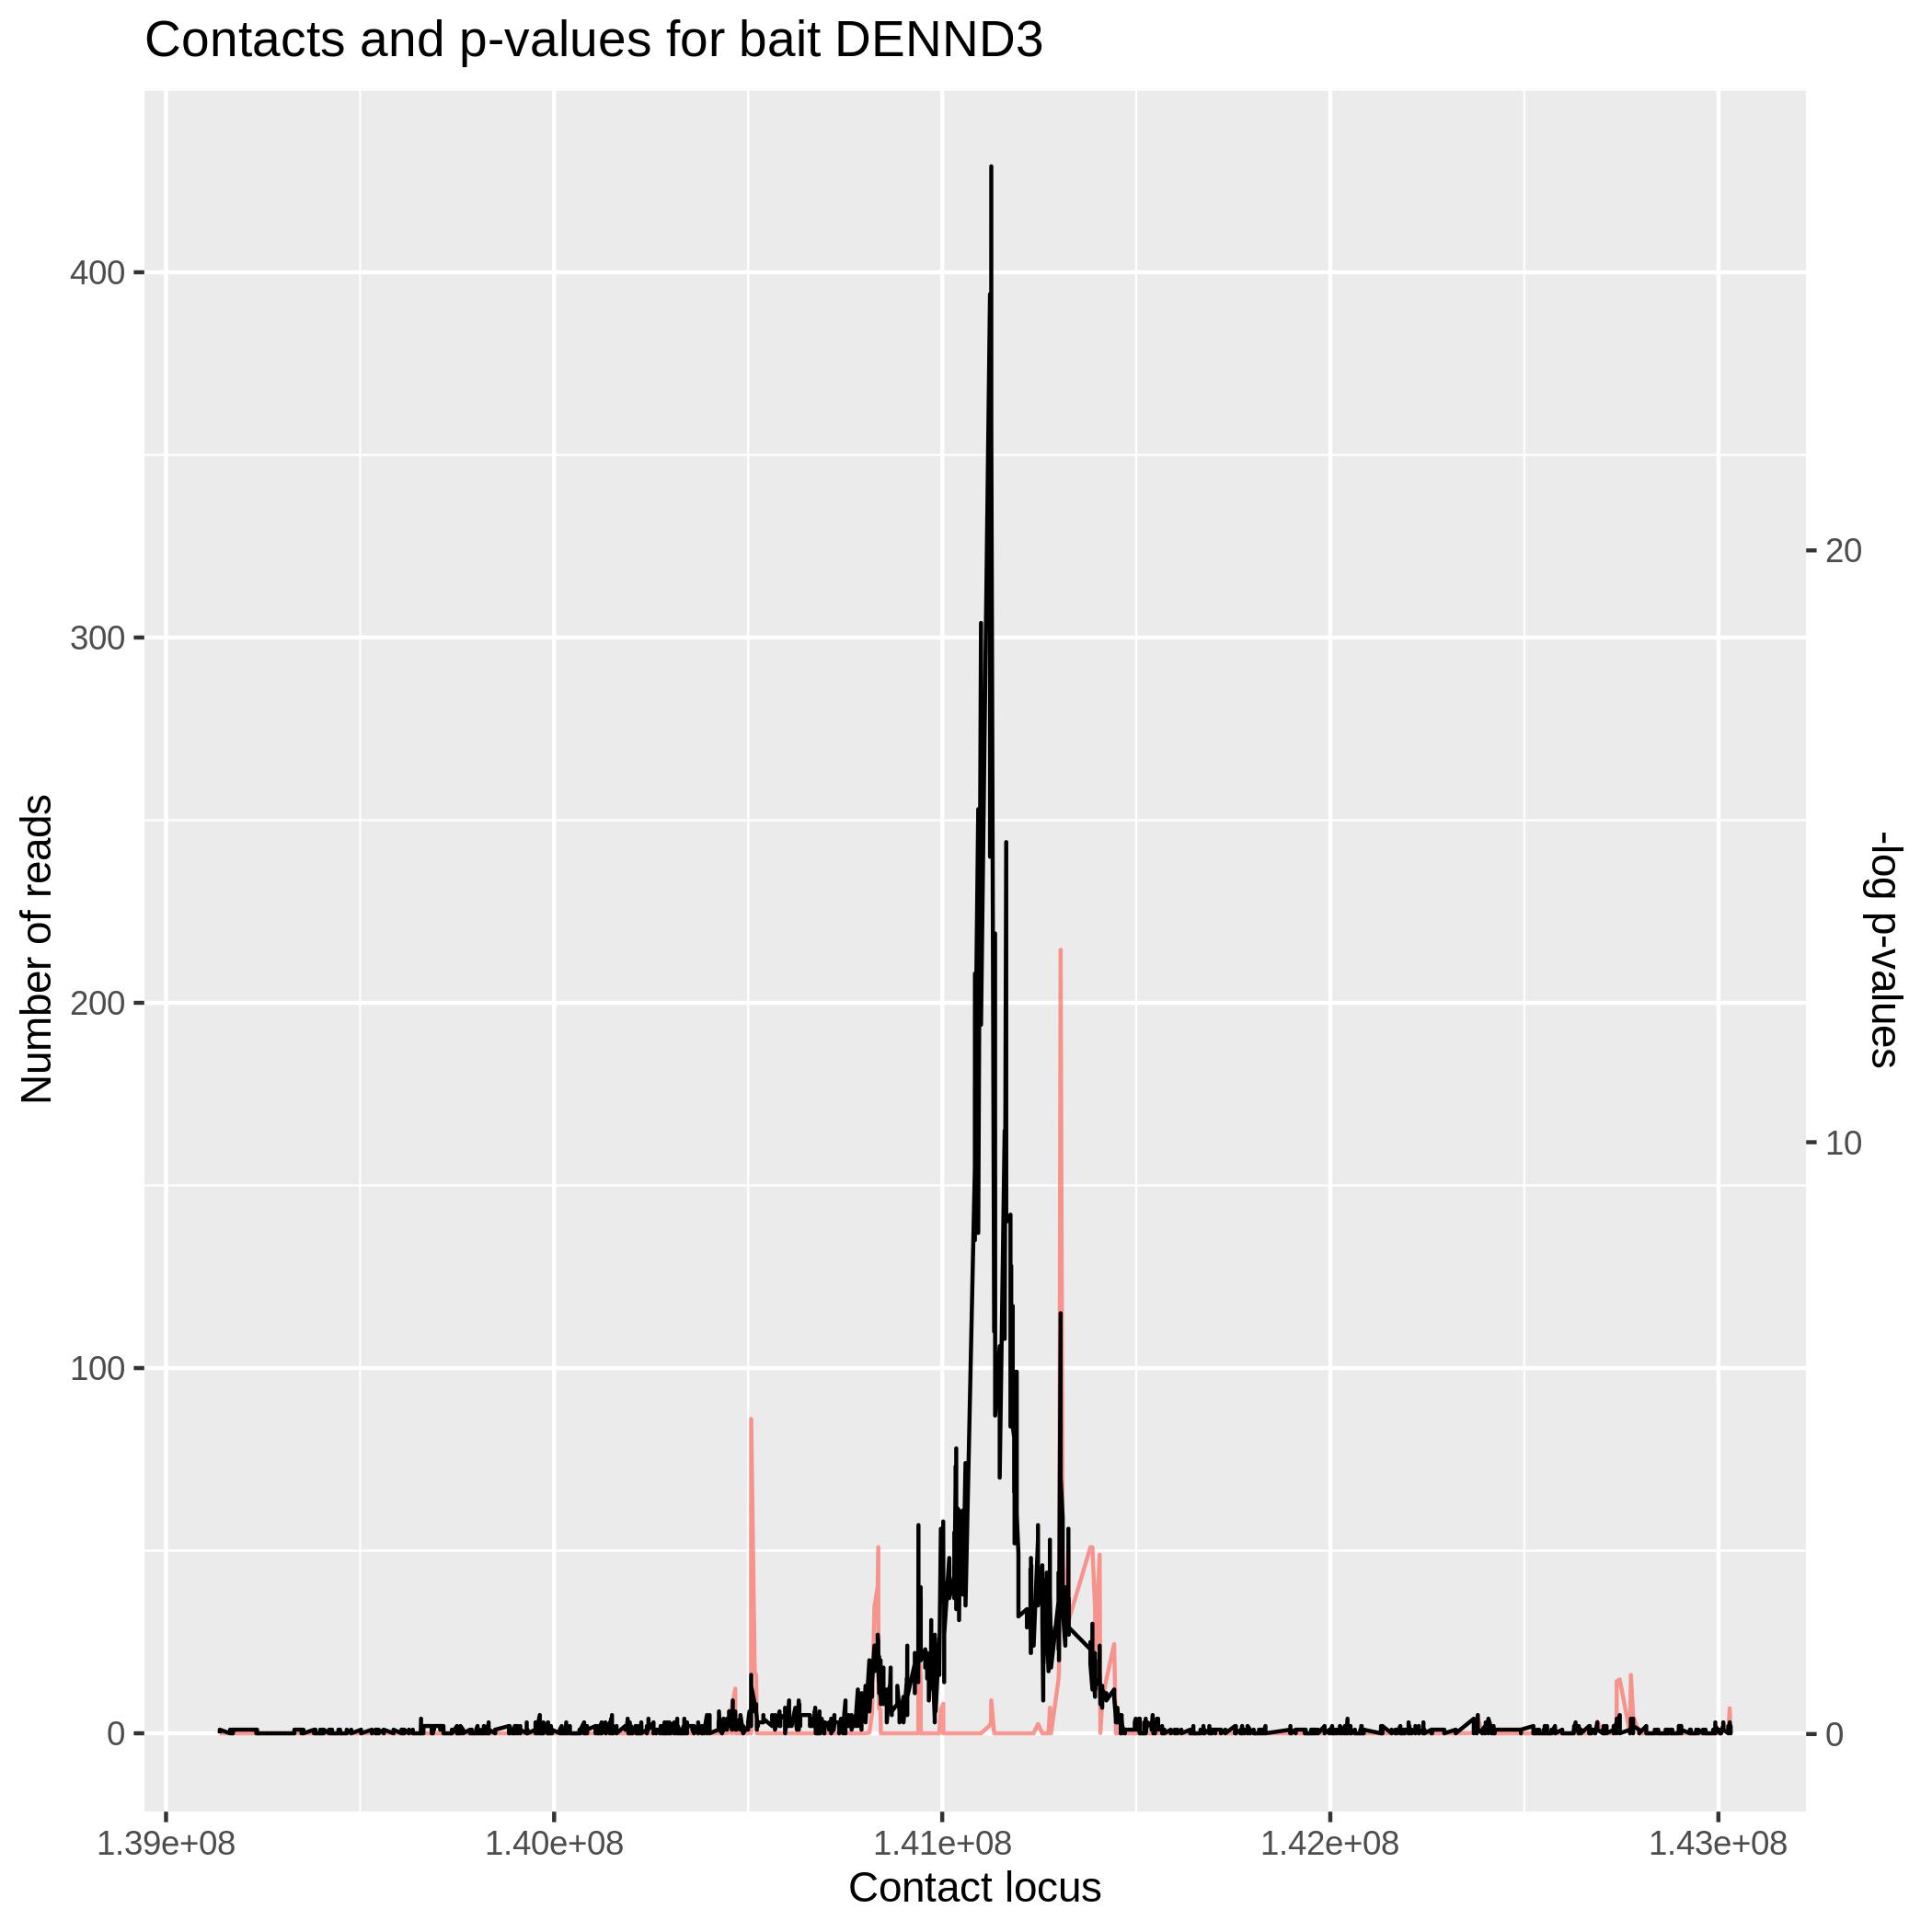 Contacts and p-values for bait DENND3
400
300
200
100
0
Number of reads
20
10
0
-log p-values
1.39e+08
1.40e+08
1.41e+08
1.42e+08
1.43e+08
Contact locus